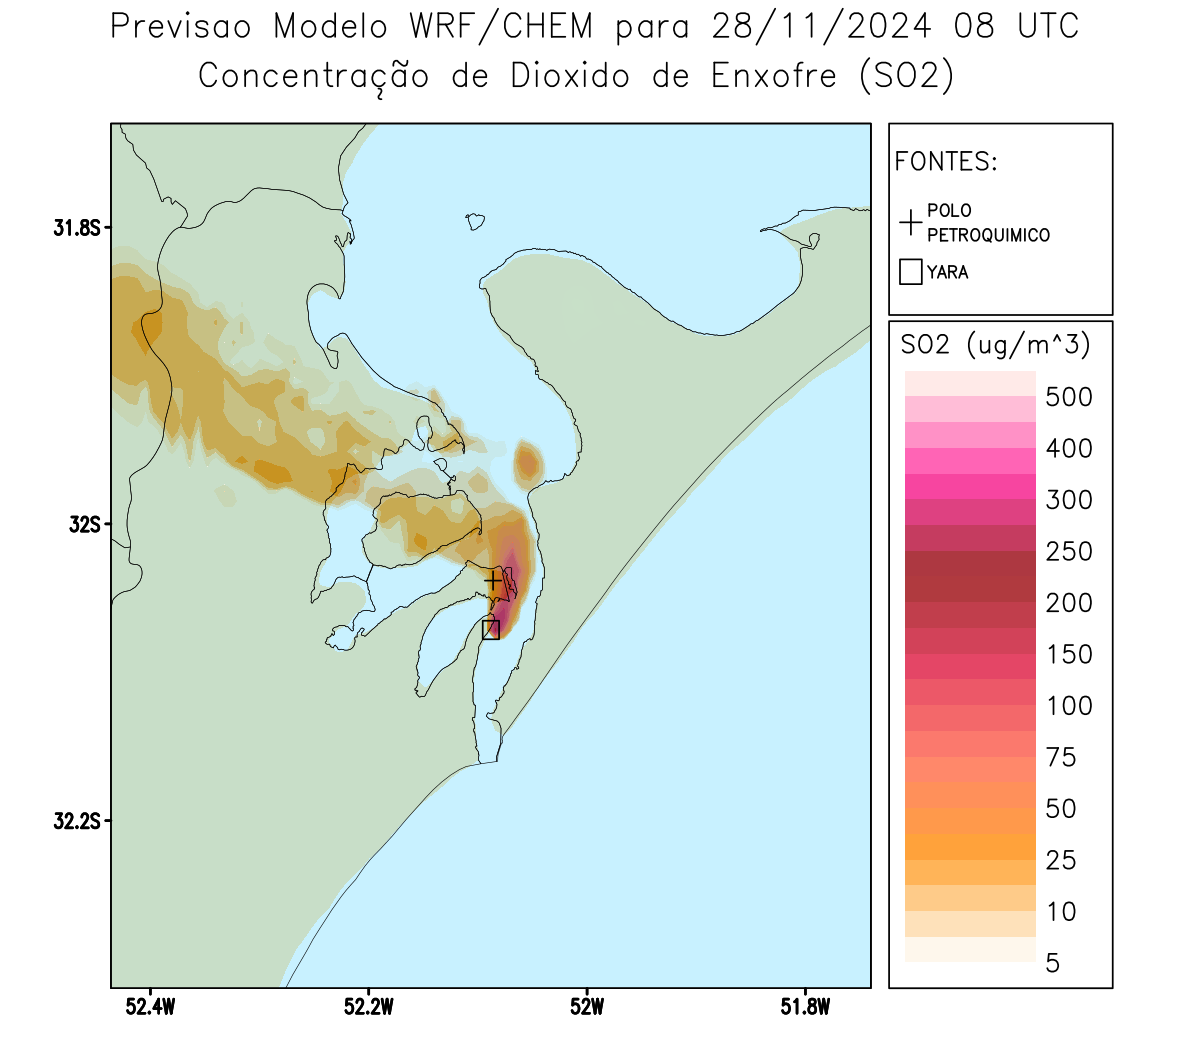 Previsao Modelo WRF/CHEM para 28/11/2024 08 UTC
Concentração de Dioxido de Enxofre (SO2)
FONTES:
POLO
PETROQUIMICO
YARA
31.8S
32S
32.2S
52.4W
52.2W
52W
51.8W
SO2 (ug/m^3)
500
400
300
250
200
150
100
75
50
25
10
5